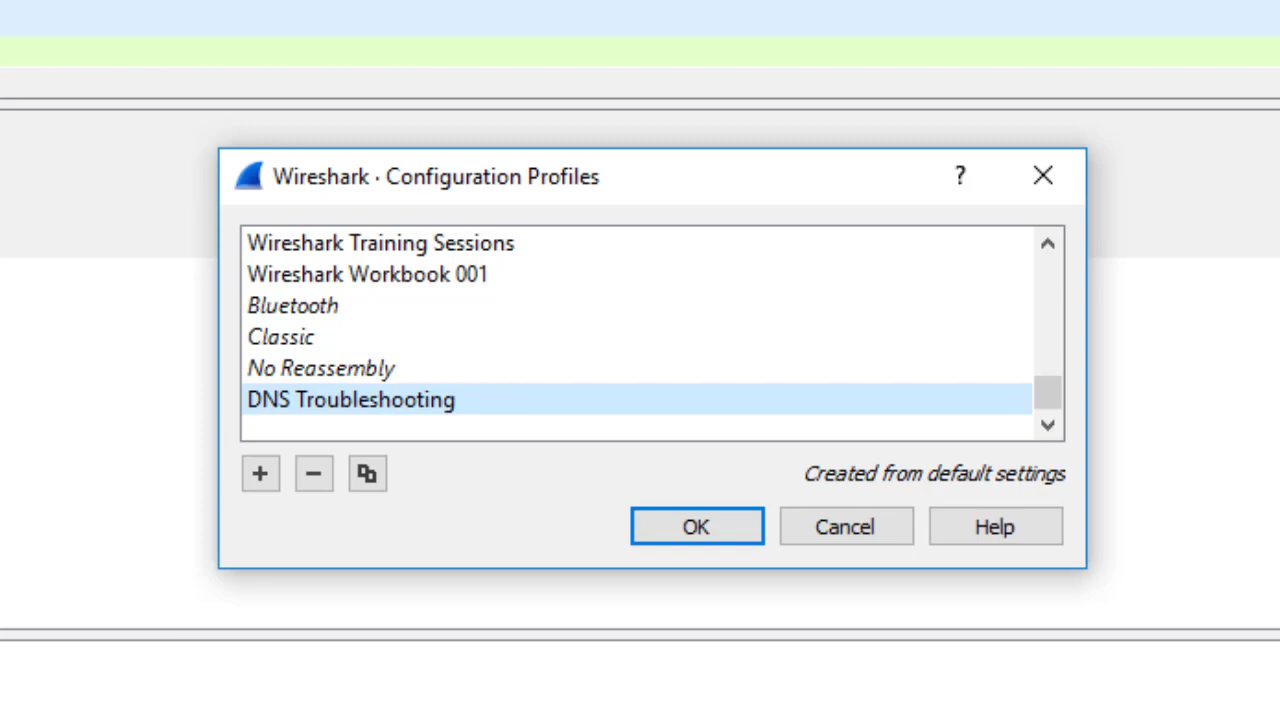 Wireshark · Configuration Profiles
?
Wireshark Training Sessions
Wireshark Workbook 001
Bluetooth
Classic
No Reassembly
DNS Troubleshooting
Created from default settings
OK
Cancel
Help